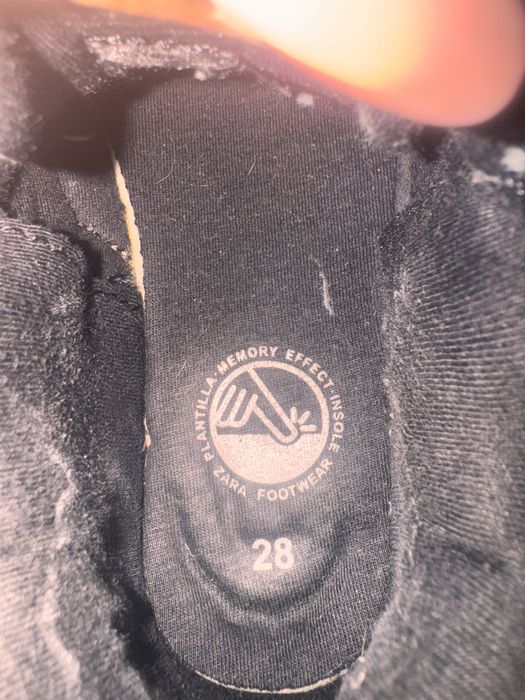 PLANTILLA·MEMORY EFFECT·INSOLE
ZARA FOOTWEAR
28